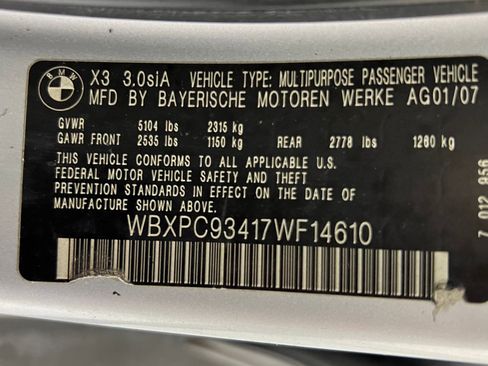 BMW
X3 3.0siA VEHICLE TYPE: MULTIPURPOSE PASSENGER VEHICLE
MFD BY BAYERISCHE MOTOREN WERKE AG01/07
GVWR 5104 lbs 2315 kg
GAWR FRONT 2535 lbs 1150 kg REAR 2778 lbs 1260 kg
THIS VEHICLE CONFORMS TO ALL APPLICABLE U.S.
FEDERAL MOTOR VEHICLE SAFETY AND THEFT
PREVENTION STANDARDS IN EFFECT ON THE DATE OF
MANUFACTURE SHOWN ABOVE.
WBXPC93417WF14610
7 012 956